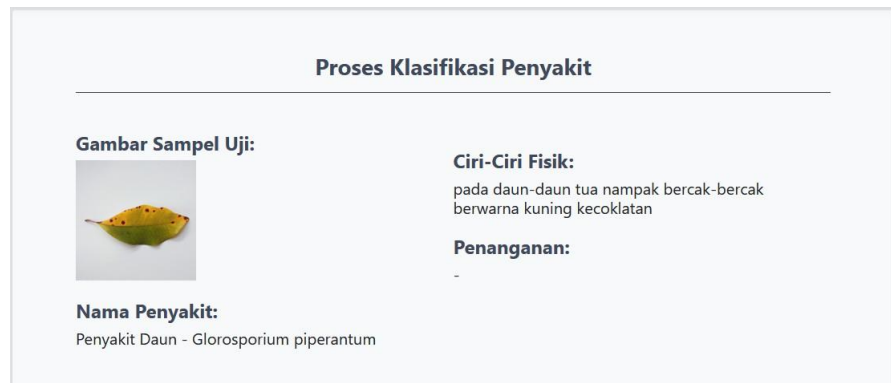 Proses Klasifikasi Penyakit
Gambar Sampel Uji:
Ciri-Ciri Fisik:
pada daun-daun tua nampak bercak-bercak
berwarna kuning kecoklatan
Penanganan:
-
Nama Penyakit:
Penyakit Daun - Glorosporium piperantum